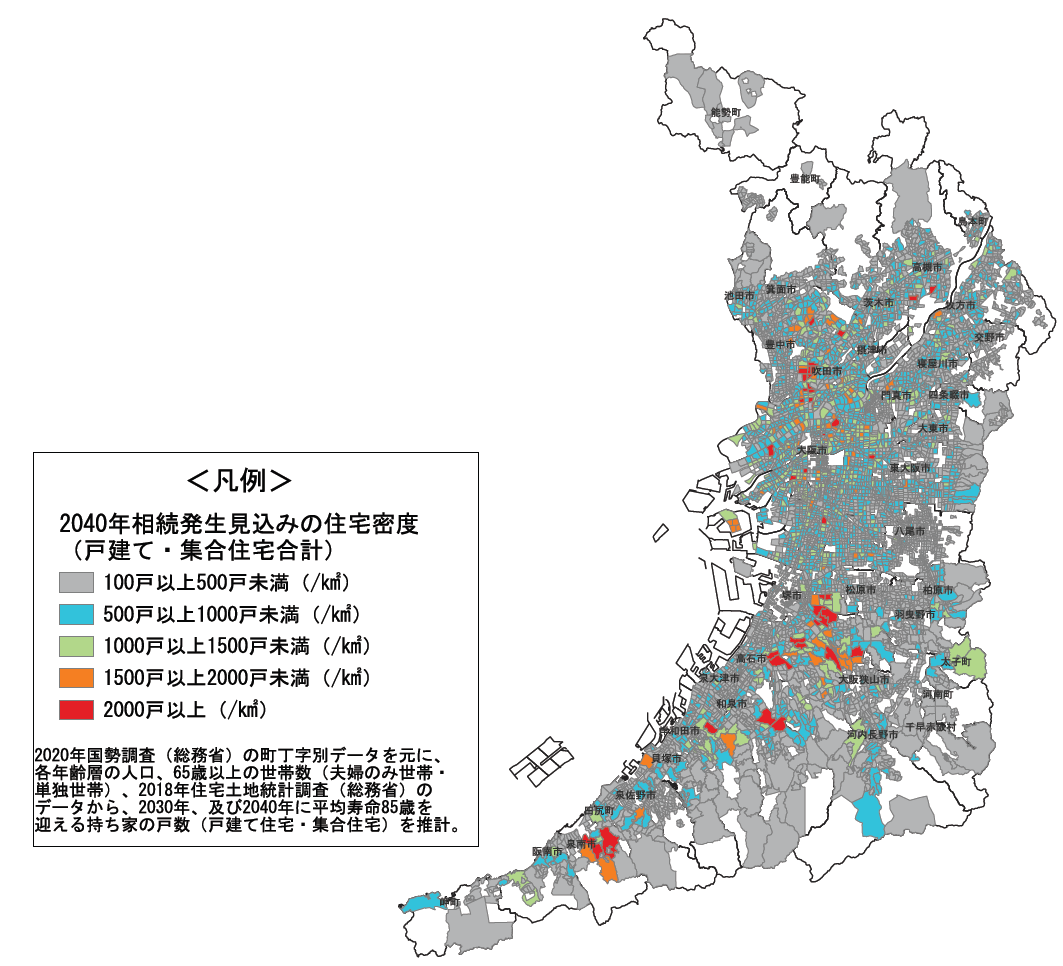 能勢町
豊能町
島本町
高槻市
池田市
箕面市
茨木市
枚方市
豊中市
摂津市
交野市
吹田市
寝屋川市
門真市
四条畷市
大東市
大阪市
東大阪市
八尾市
堺市
松原市
柏原市
羽曳野市
高石市
太子町
泉大津市
大阪狭山市
河南町
和泉市
千早赤阪村
岸和田市
河内長野市
貝塚市
泉佐野市
田尻町
泉南市
阪南市
岬町
＜凡例＞
2040年相続発生見込みの住宅密度
（戸建て・集合住宅合計）
100戸以上500戸未満（/k㎡）
500戸以上1000戸未満（/k㎡）
1000戸以上1500戸未満（/k㎡）
1500戸以上2000戸未満（/k㎡）
2000戸以上（/k㎡）
2020年国勢調査（総務省）の町丁字別データを元に、
各年齢層の人口、65歳以上の世帯数（夫婦のみ世帯・
単独世帯）、2018年住宅土地統計調査（総務省）の
データから、2030年、及び2040年に平均寿命85歳を
迎える持ち家の戸数（戸建て住宅・集合住宅）を推計。